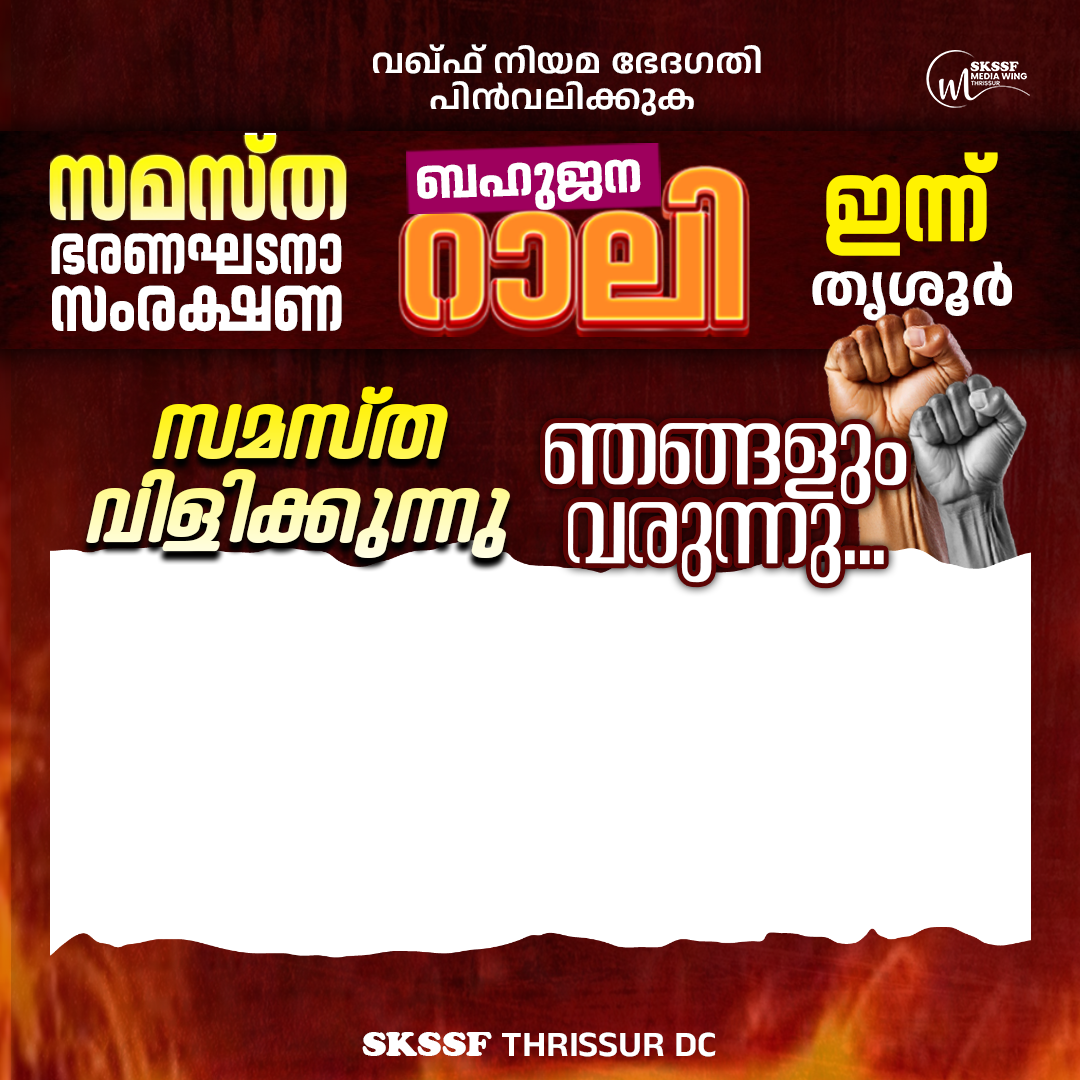 വഖ്ഫ് നിയമ ഭേദഗതി
പിൻവലിക്കുക
SKSSF
MEDIA WING
THRISSUR
സമസ്ത
ഭരണഘടനാ
സംരക്ഷണ
ബഹുജന
റാലി
ഇന്ന്
തൃശൂർ
സമസ്ത
വിളിക്കുന്നു
ഞങ്ങളും
വരുന്നു...
SKSSF THRISSUR DC